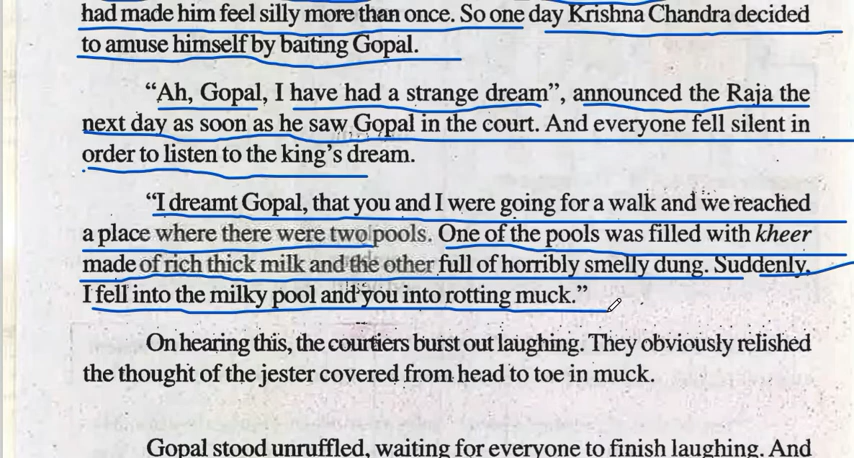 had made him feel silly more than once. So one day Krishna Chandra decided
to amuse himself by baiting Gopal.
“Ah, Gopal, I have had a strange dream”, announced the Raja the
next day as soon as he saw Gopal in the court. And everyone fell silent in
order to listen to the king’s dream.
“I dreamt Gopal, that you and I were going for a walk and we reached
a place where there were two pools. One of the pools was filled with kheer
made of rich thick milk and the other full of horribly smelly dung. Suddenly,
I fell into the milky pool and you into rotting muck.”
On hearing this, the courtiers burst out laughing. They obviously relished
the thought of the jester covered from head to toe in muck.
Gopal stood unruffled, waiting for everyone to finish laughing. And